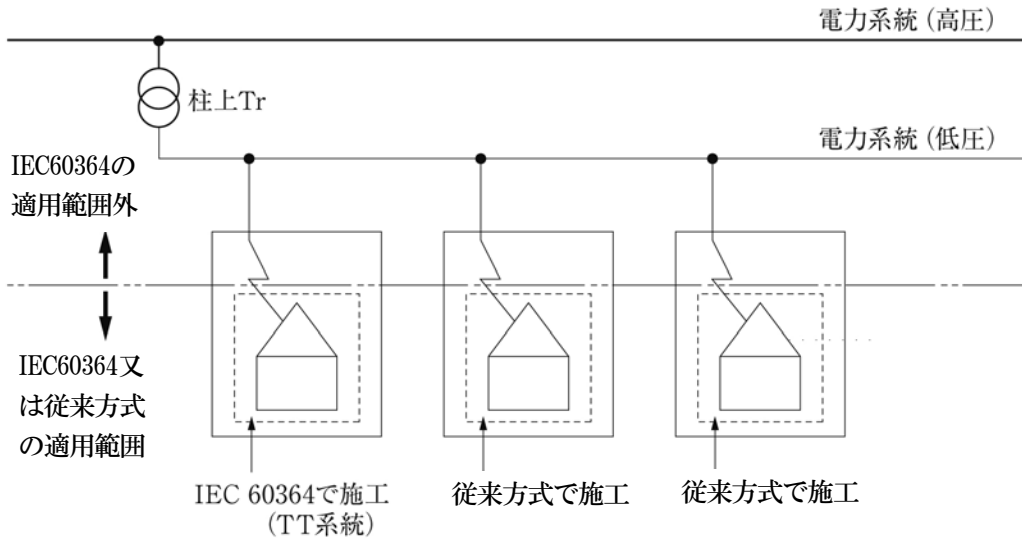 電力系統（高圧）
柱上Tr
電力系統（低圧）
IEC60364の
適用範囲外
IEC60364又
は従来方式
の適用範囲
IEC 60364で施工
（TT系統）
従来方式で施工
従来方式で施工